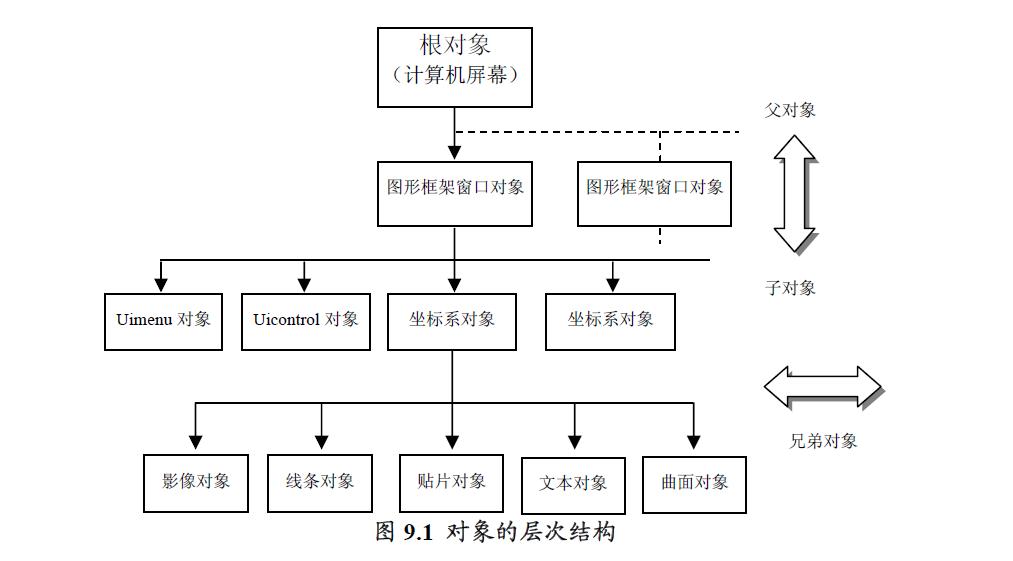 根对象
（计算机屏幕）
父对象
图形框架窗口对象
图形框架窗口对象
子对象
Uimenu 对象
Uicontrol 对象
坐标系对象
坐标系对象
兄弟对象
影像对象
线条对象
贴片对象
文本对象
曲面对象
图 9.1 对象的层次结构